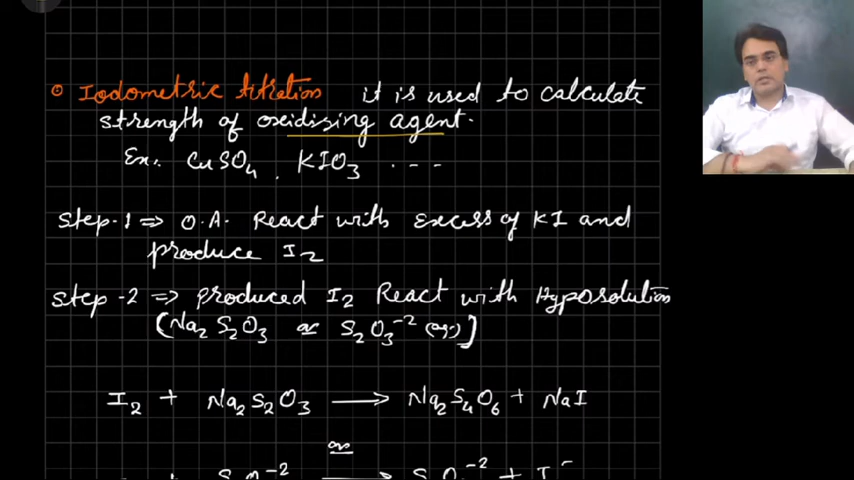 Iodometric titration it is used to calculate
strength of oxidising agent.
Ex:. CuSO4, KIO3 . - - -
Step-1 ⇒ O.A. React with Excess of KI and
produce I2
Step-2 ⇒ produced I2 React with Hyposolution
(Na2S2O3 or S2O3^-2 (aq.)]
I2 + Na2S2O3 ⟶ Na2S4O6 + NaI
or